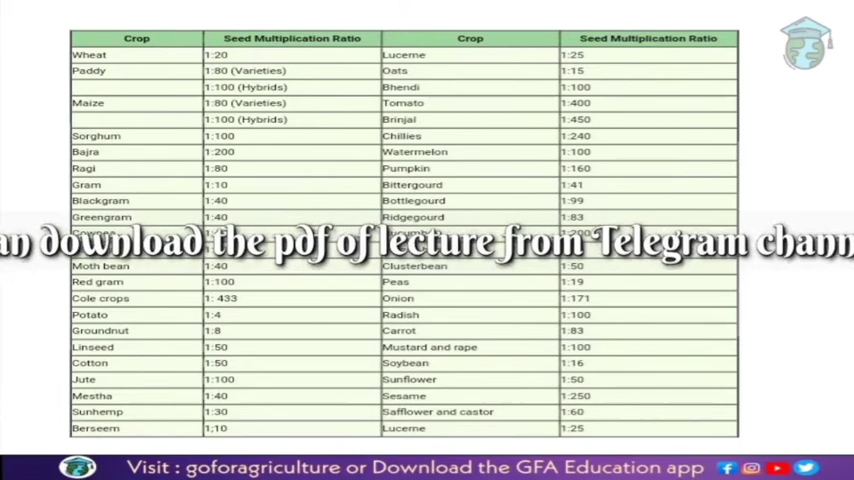 Crop Seed Multiplication Ratio Crop Seed Multiplication Ratio
Wheat 1:20 Lucerne 1:25
Paddy 1:80 (Varieties) Oats 1:15
1:100 (Hybrids) Bhendi 1:100
Maize 1:80 (Varieties) Tomato 1:400
1:100 (Hybrids) Brinjal 1:450
Sorghum 1:100 Chillies 1:240
Bajra 1:200 Watermelon 1:100
Ragi 1:80 Pumpkin 1:160
Gram 1:10 Bittergourd 1:41
Blackgram 1:40 Bottlegourd 1:99
Greengram 1:40 Ridgegourd 1:83
1:200
an download the pdf of lecture from Telegram chann
Moth bean 1:40 Clusterbean 1:50
Red gram 1:100 Peas 1:19
Cole crops 1: 433 Onion 1:171
Potato 1:4 Radish 1:100
Groundnut 1:8 Carrot 1:83
Linseed 1:50 Mustard and rape 1:100
Cotton 1:50 Soybean 1:16
Jute 1:100 Sunflower 1:50
Mestha 1:40 Sesame 1:250
Sunhemp 1:30 Safflower and castor 1:60
Berseem 1;10 Lucerne 1:25
Visit : goforagriculture or Download the GFA Education app